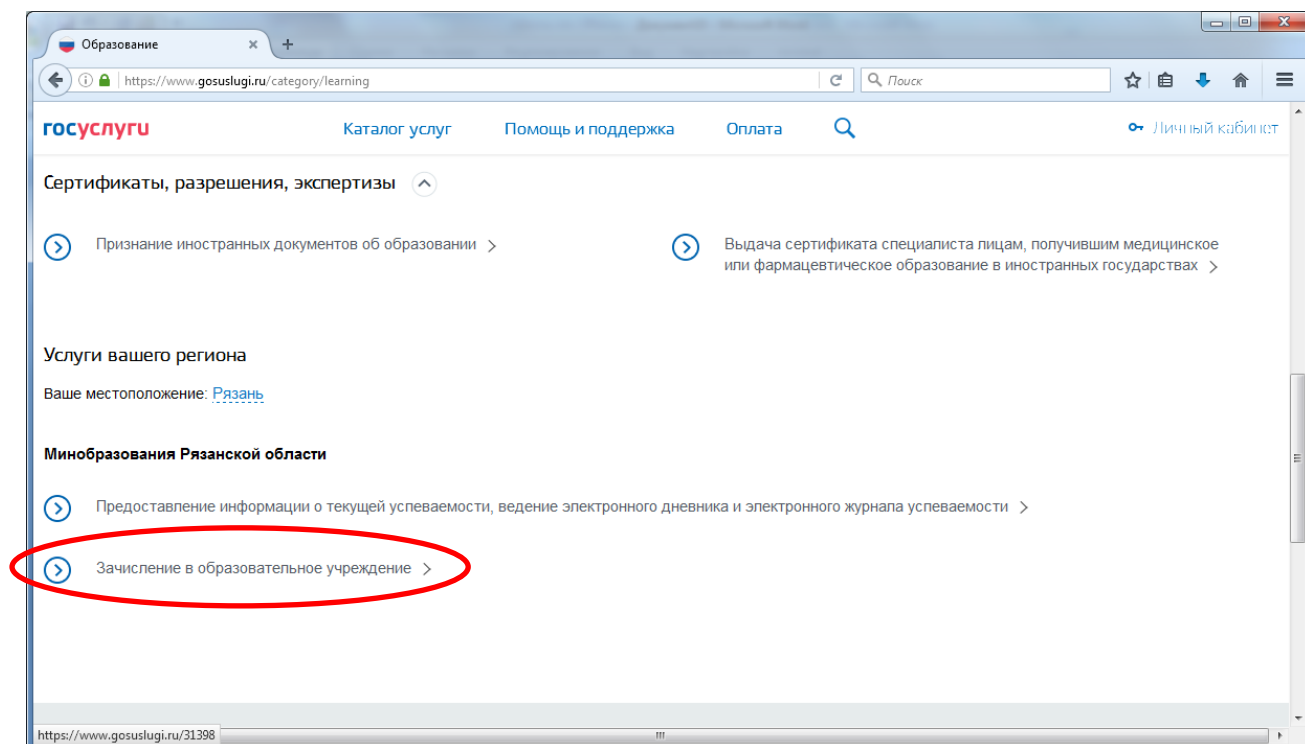 Образование
https://www.gosuslugi.ru/category/learning
Поиск
госуслуги Каталог услуг Помощь и поддержка Оплата Личный кабинет
Сертификаты, разрешения, экспертизы
Признание иностранных документов об образовании
Выдача сертификата специалиста лицам, получившим медицинское
или фармацевтическое образование в иностранных государствах
Услуги вашего региона
Ваше местоположение: Рязань
Минобразования Рязанской области
Предоставление информации о текущей успеваемости, ведение электронного дневника и электронного журнала успеваемости
Зачисление в образовательное учреждение
https://www.gosuslugi.ru/31398